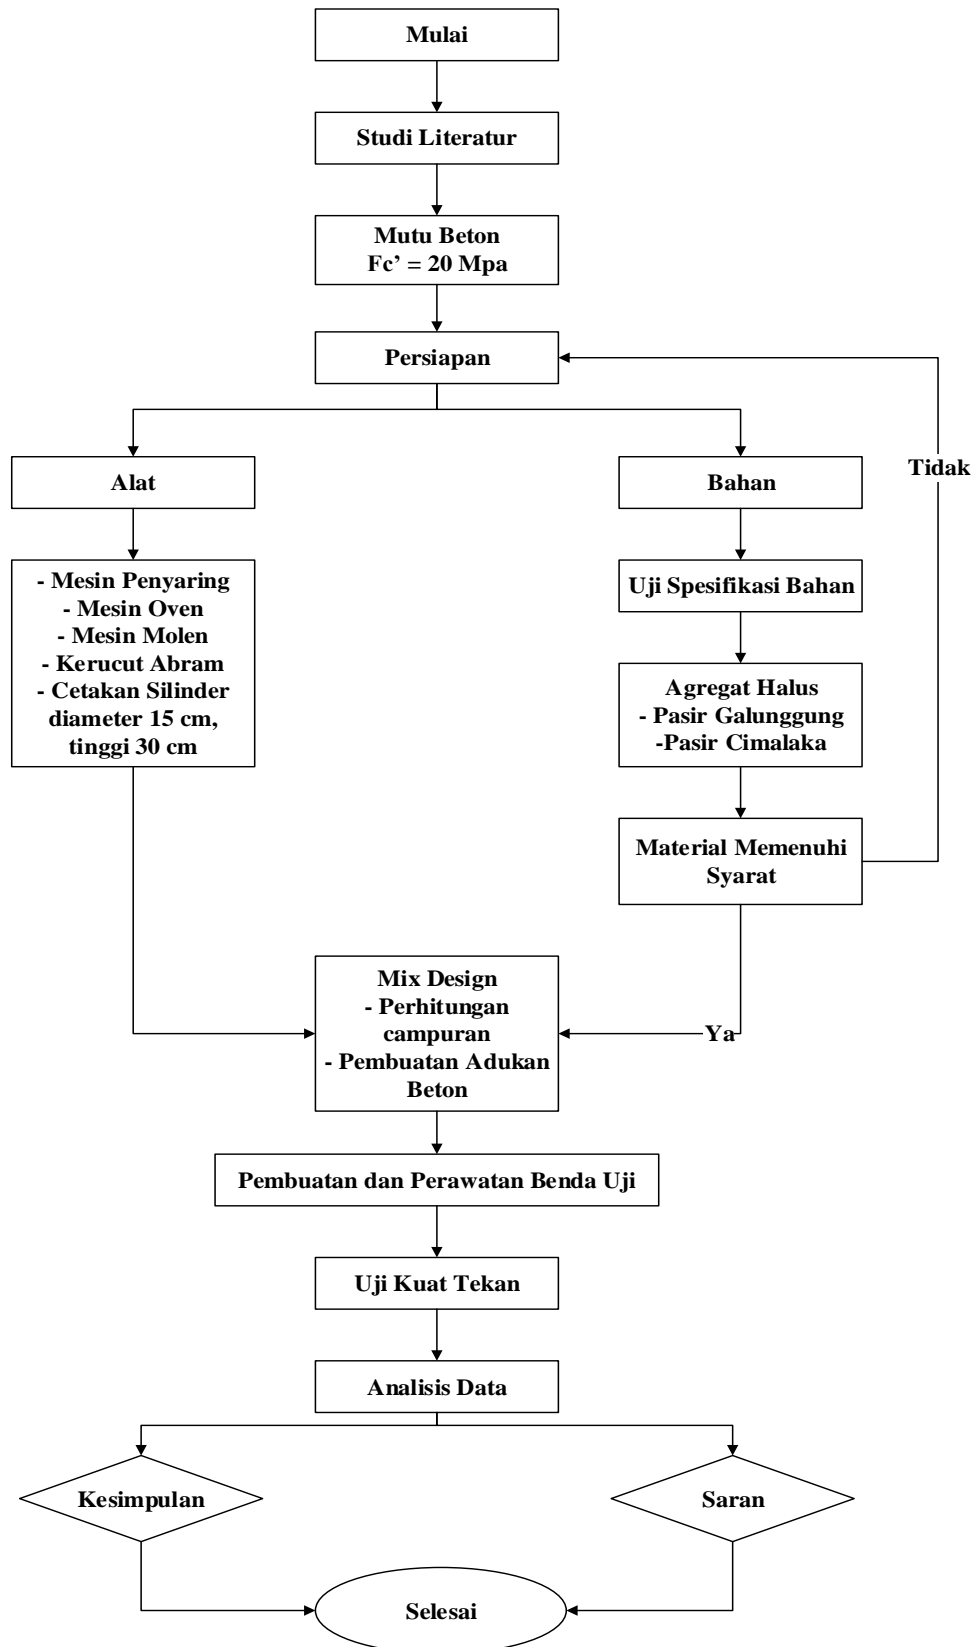 Mulai
Studi Literatur
Mutu Beton
Fc’ = 20 Mpa
Persiapan
Alat
Bahan
Tidak
- Mesin Penyaring
- Mesin Oven
- Mesin Molen
- Kerucut Abram
- Cetakan Silinder
diameter 15 cm,
tinggi 30 cm
Uji Spesifikasi Bahan
Agregat Halus
- Pasir Galunggung
-Pasir Cimalaka
Material Memenuhi
Syarat
Mix Design
- Perhitungan
campuran
- Pembuatan Adukan
Beton
Ya
Pembuatan dan Perawatan Benda Uji
Uji Kuat Tekan
Analisis Data
Kesimpulan
Saran
Selesai